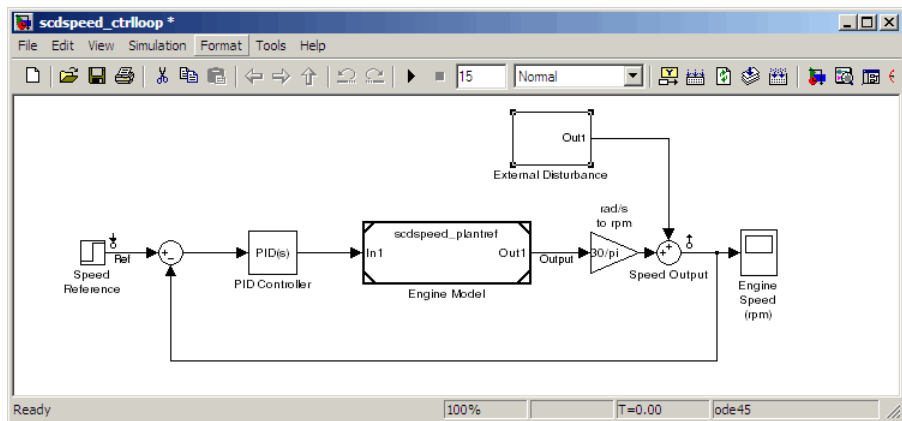 scdspeed_ctrlloop *
File Edit View Simulation Format Tools Help
15 Normal
Out1
External Disturbance
rad/s
to rpm
scdspeed_plantref
Ref
+
−
PID(s)
In1
Out1
Output
30/pi
+
+
Speed
Reference
PID Controller
Engine Model
Speed Output
Engine
Speed
(rpm)
Ready 100% T=0.00 ode45